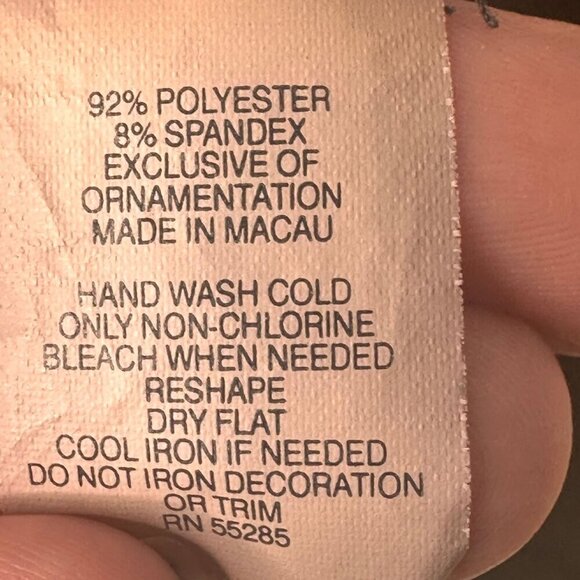 92% POLYESTER
8% SPANDEX
EXCLUSIVE OF
ORNAMENTATION
MADE IN MACAU
HAND WASH COLD
ONLY NON-CHLORINE
BLEACH WHEN NEEDED
RESHAPE
DRY FLAT
COOL IRON IF NEEDED
DO NOT IRON DECORATION
OR TRIM
RN 55285